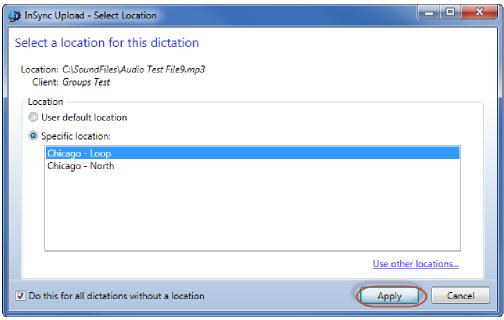 InSync Upload - Select Location
Select a location for this dictation
Location: C:\SoundFiles\Audio Test File9.mp3
Client: Groups Test
Location
User default location
Specific location:
Chicago - Loop
Chicago - North
Use other locations...
Do this for all dictations without a location
Apply
Cancel